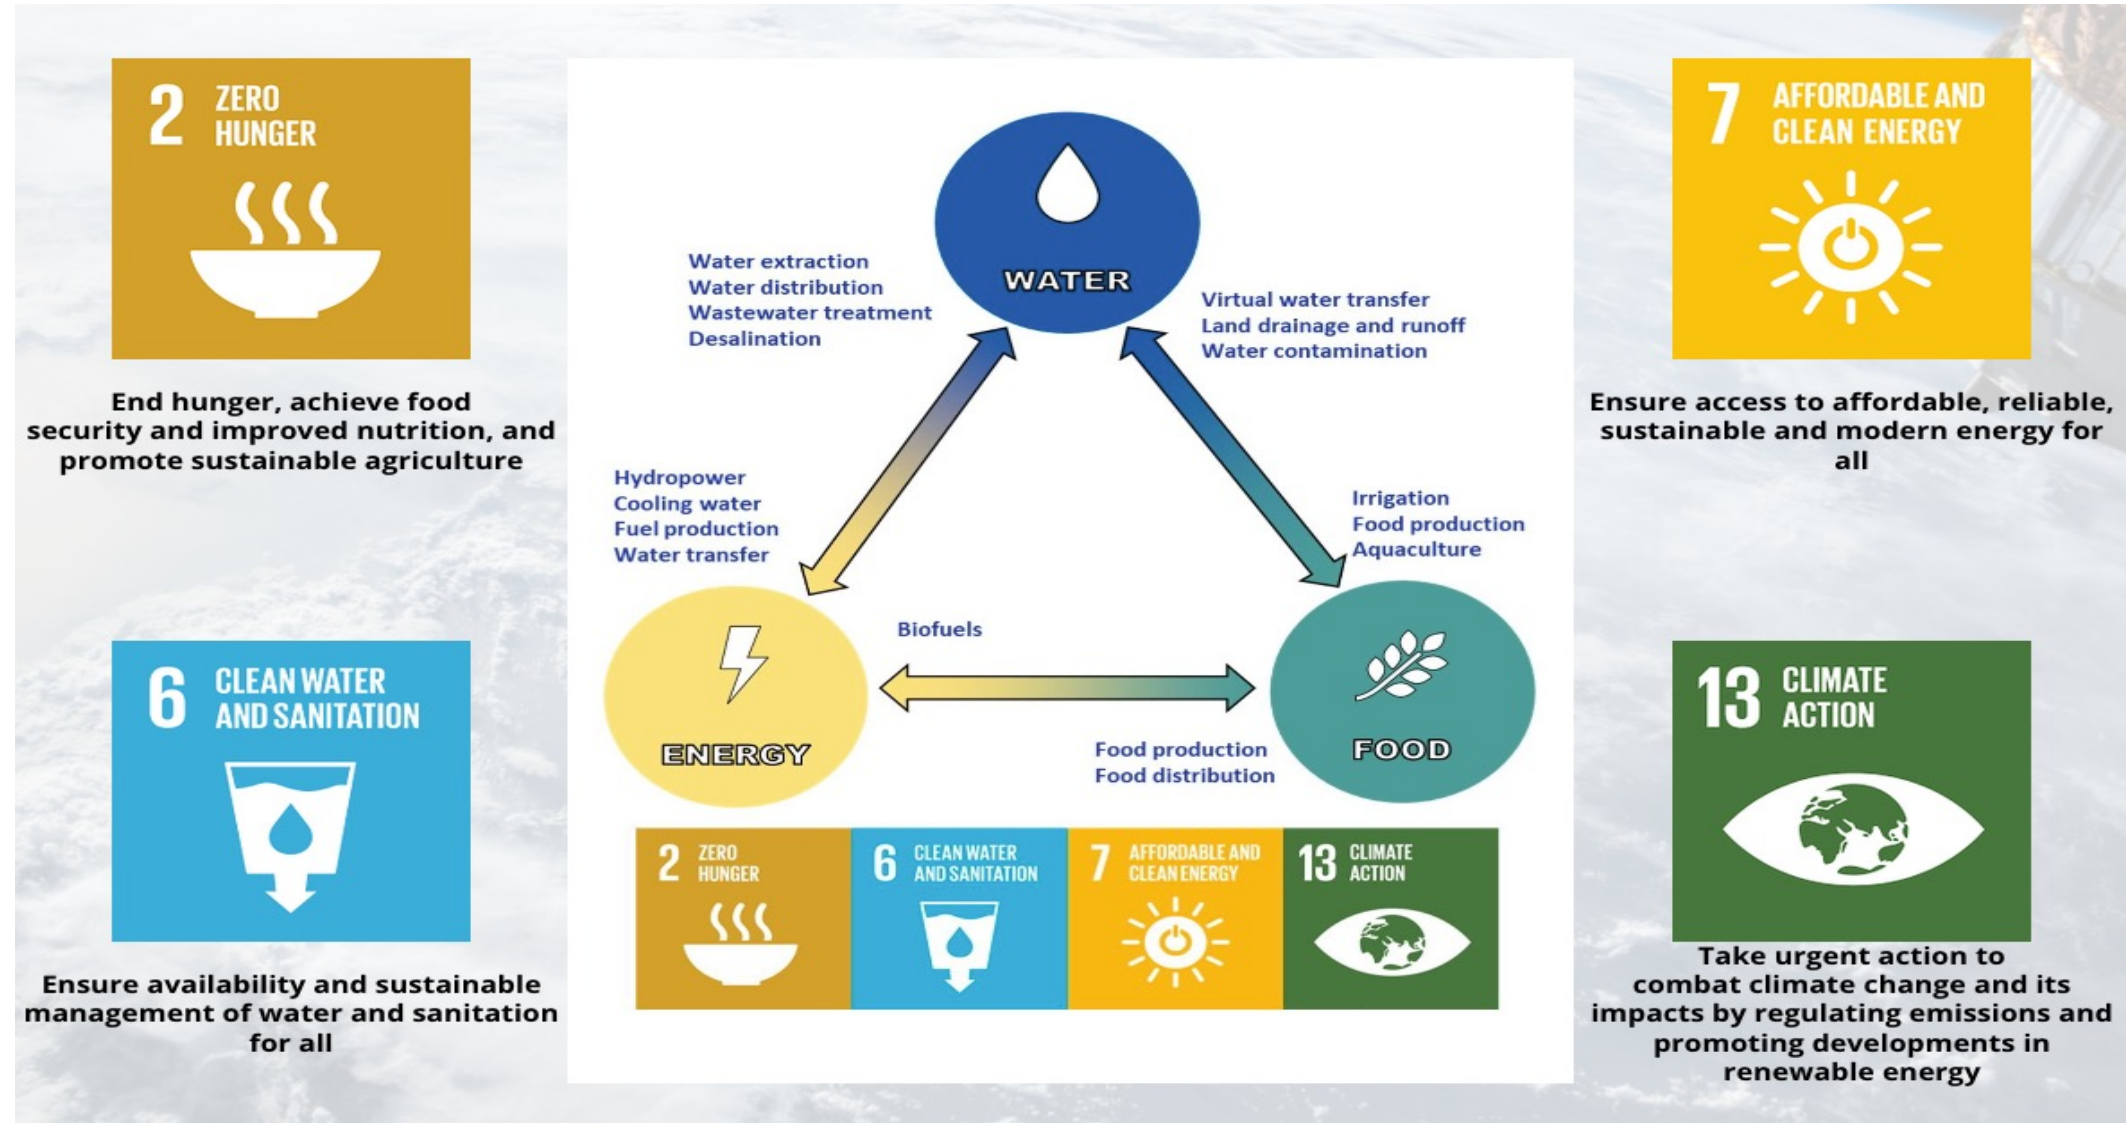 2 ZERO
HUNGER
End hunger, achieve food
security and improved nutrition, and
promote sustainable agriculture
6 CLEAN WATER
AND SANITATION
Ensure availability and sustainable
management of water and sanitation
for all
WATER
Water extraction
Water distribution
Wastewater treatment
Desalination
Virtual water transfer
Land drainage and runoff
Water contamination
Hydropower
Cooling water
Fuel production
Water transfer
Irrigation
Food production
Aquaculture
Biofuels
ENERGY
Food production
Food distribution
FOOD
2 ZERO
HUNGER
6 CLEAN WATER
AND SANITATION
7 AFFORDABLE AND
CLEAN ENERGY
13 CLIMATE
ACTION
7 AFFORDABLE AND
CLEAN ENERGY
Ensure access to affordable, reliable,
sustainable and modern energy for
all
13 CLIMATE
ACTION
Take urgent action to
combat climate change and its
impacts by regulating emissions and
promoting developments in
renewable energy